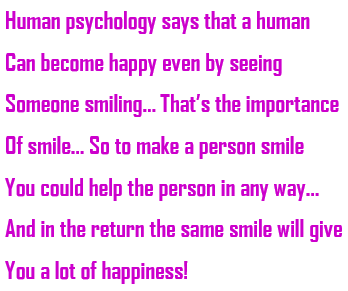 Human psychology says that a human
Can become happy even by seeing
Someone smiling... That's the importance
Of smile... So to make a person smile
You could help the person in any way...
And in the return the same smile will give
You a lot of happiness!